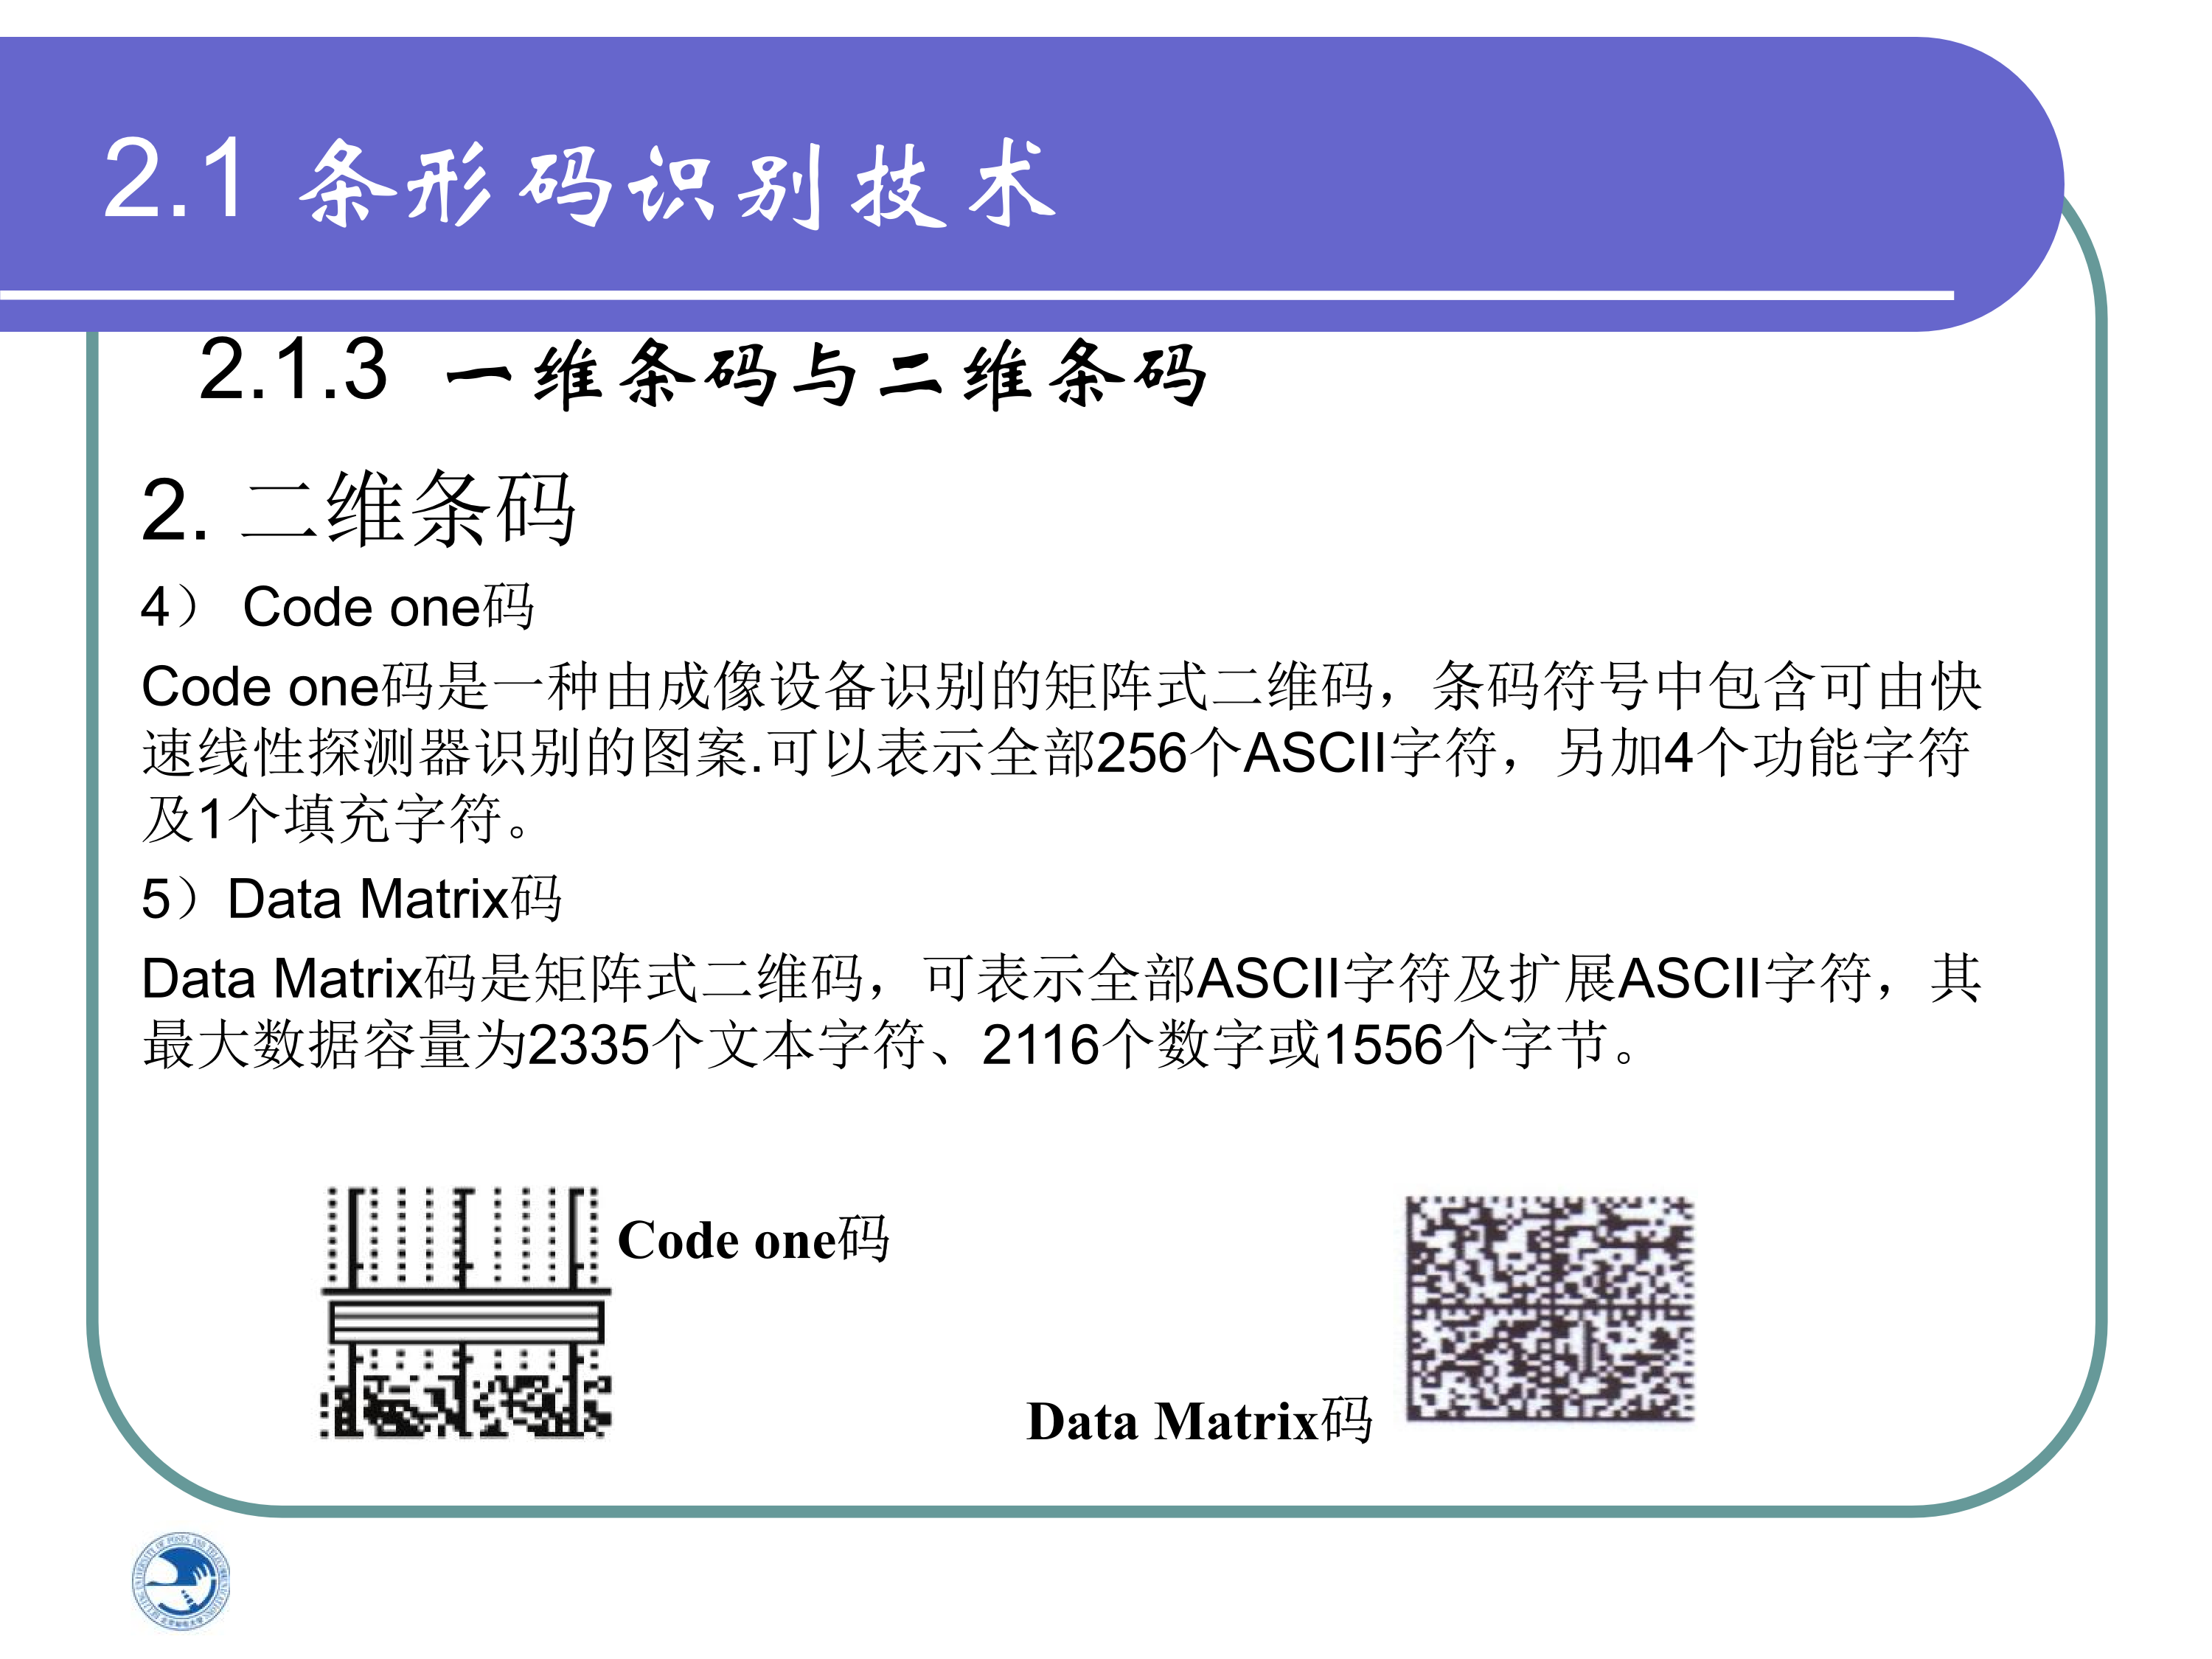 2.1 条形码识别技术
2.1.3 一维条码与二维条码
2. 二维条码
4） Code one码
Code one码是一种由成像设备识别的矩阵式二维码，条码符号中包含可由快
速线性探测器识别的图案.可以表示全部256个ASCII字符，另加4个功能字符
及1个填充字符。
5）Data Matrix码
Data Matrix码是矩阵式二维码，可表示全部ASCII字符及扩展ASCII字符，其
最大数据容量为2335个文本字符、2116个数字或1556个字节。
Code one码
Data Matrix码